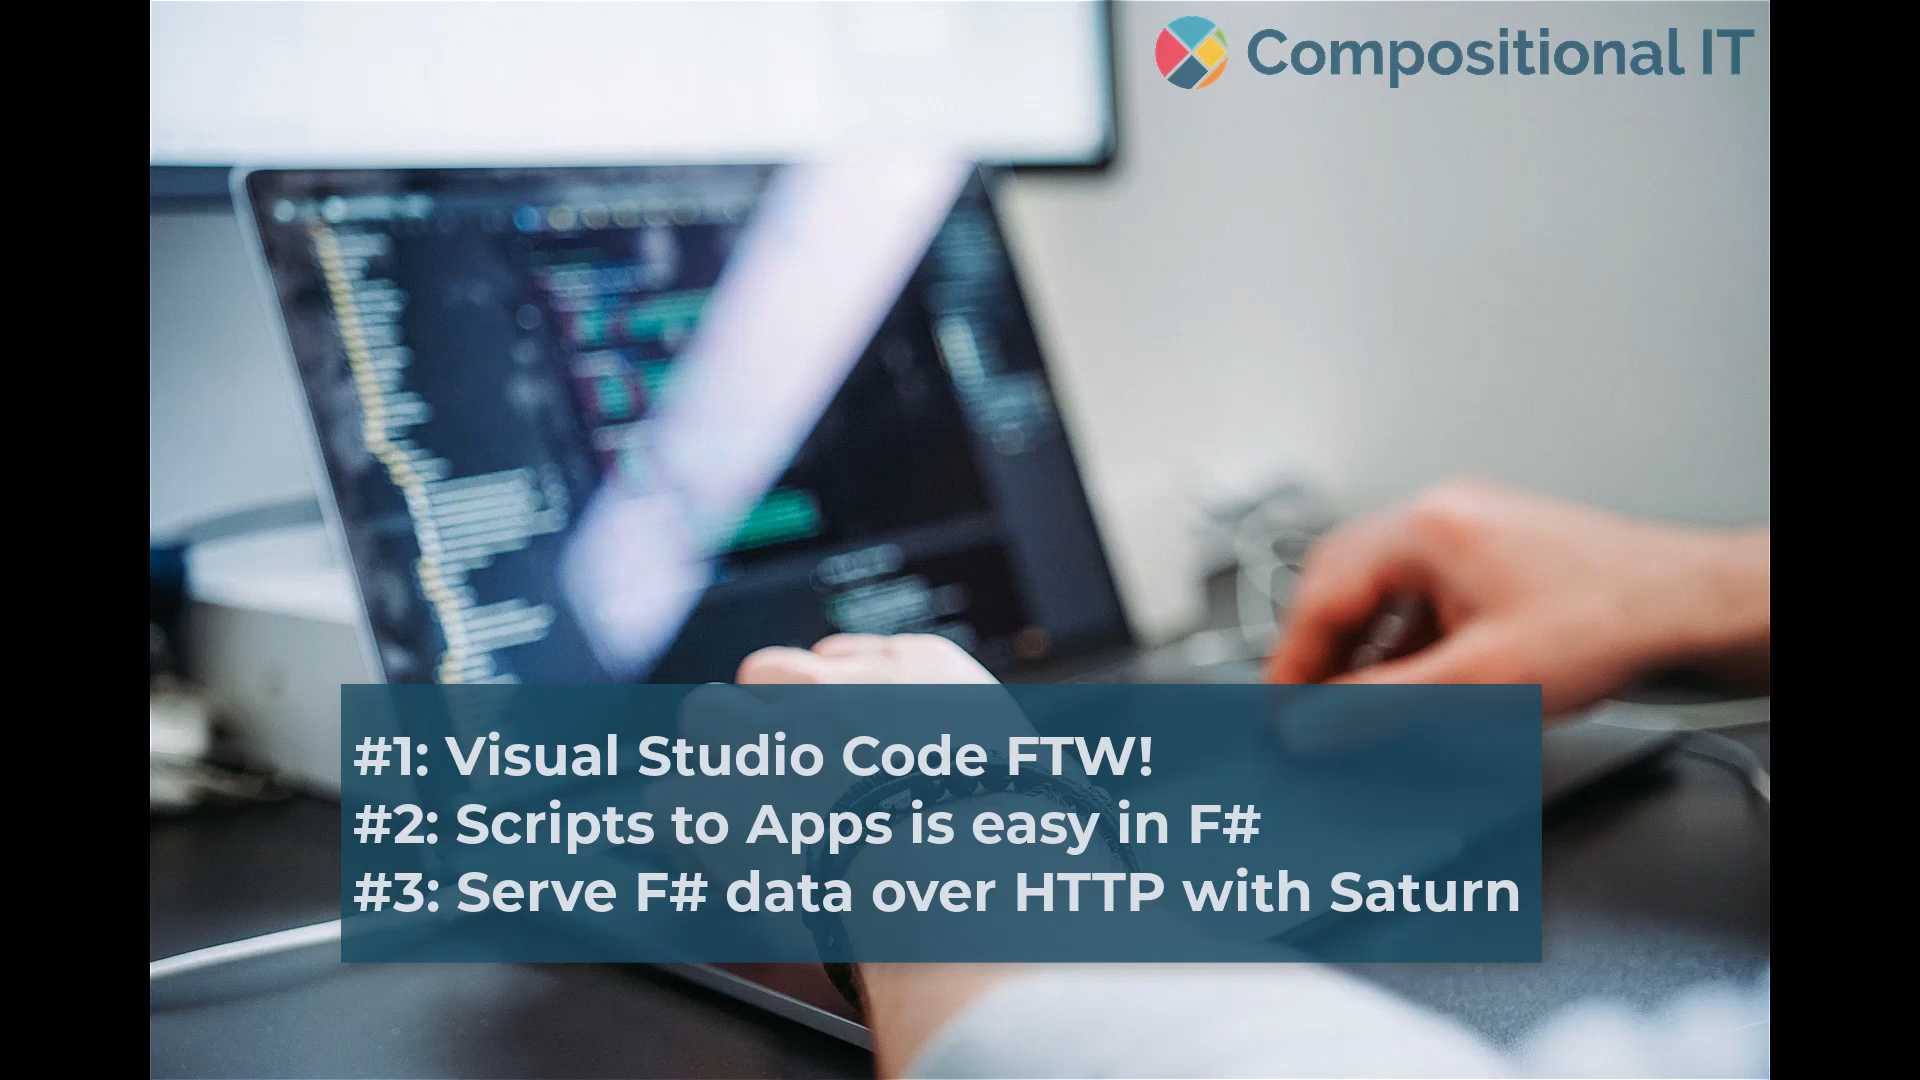 Compositional IT
#1: Visual Studio Code FTW!
#2: Scripts to Apps is easy in F#
#3: Serve F# data over HTTP with Saturn